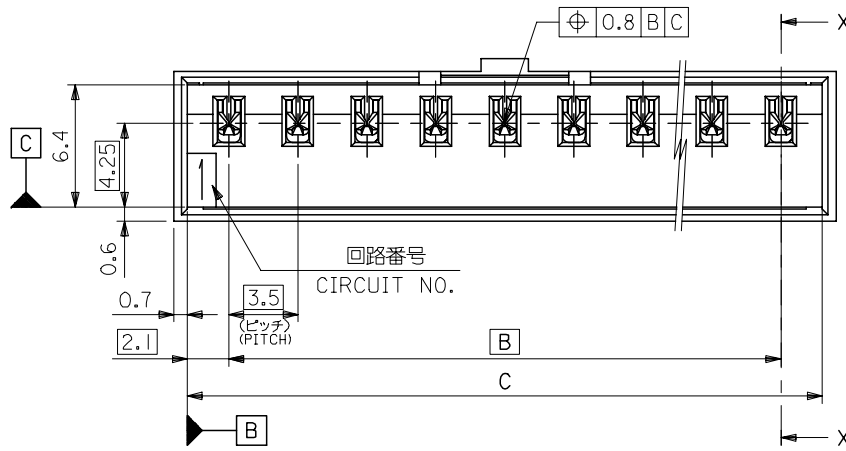 ⌖ 0.8 B C
X
C
6.4
4.25
0.6
1
回路番号
CIRCUIT NO.
0.7
3.5
(ピッチ)
(PITCH)
2.1
B
C
B
X